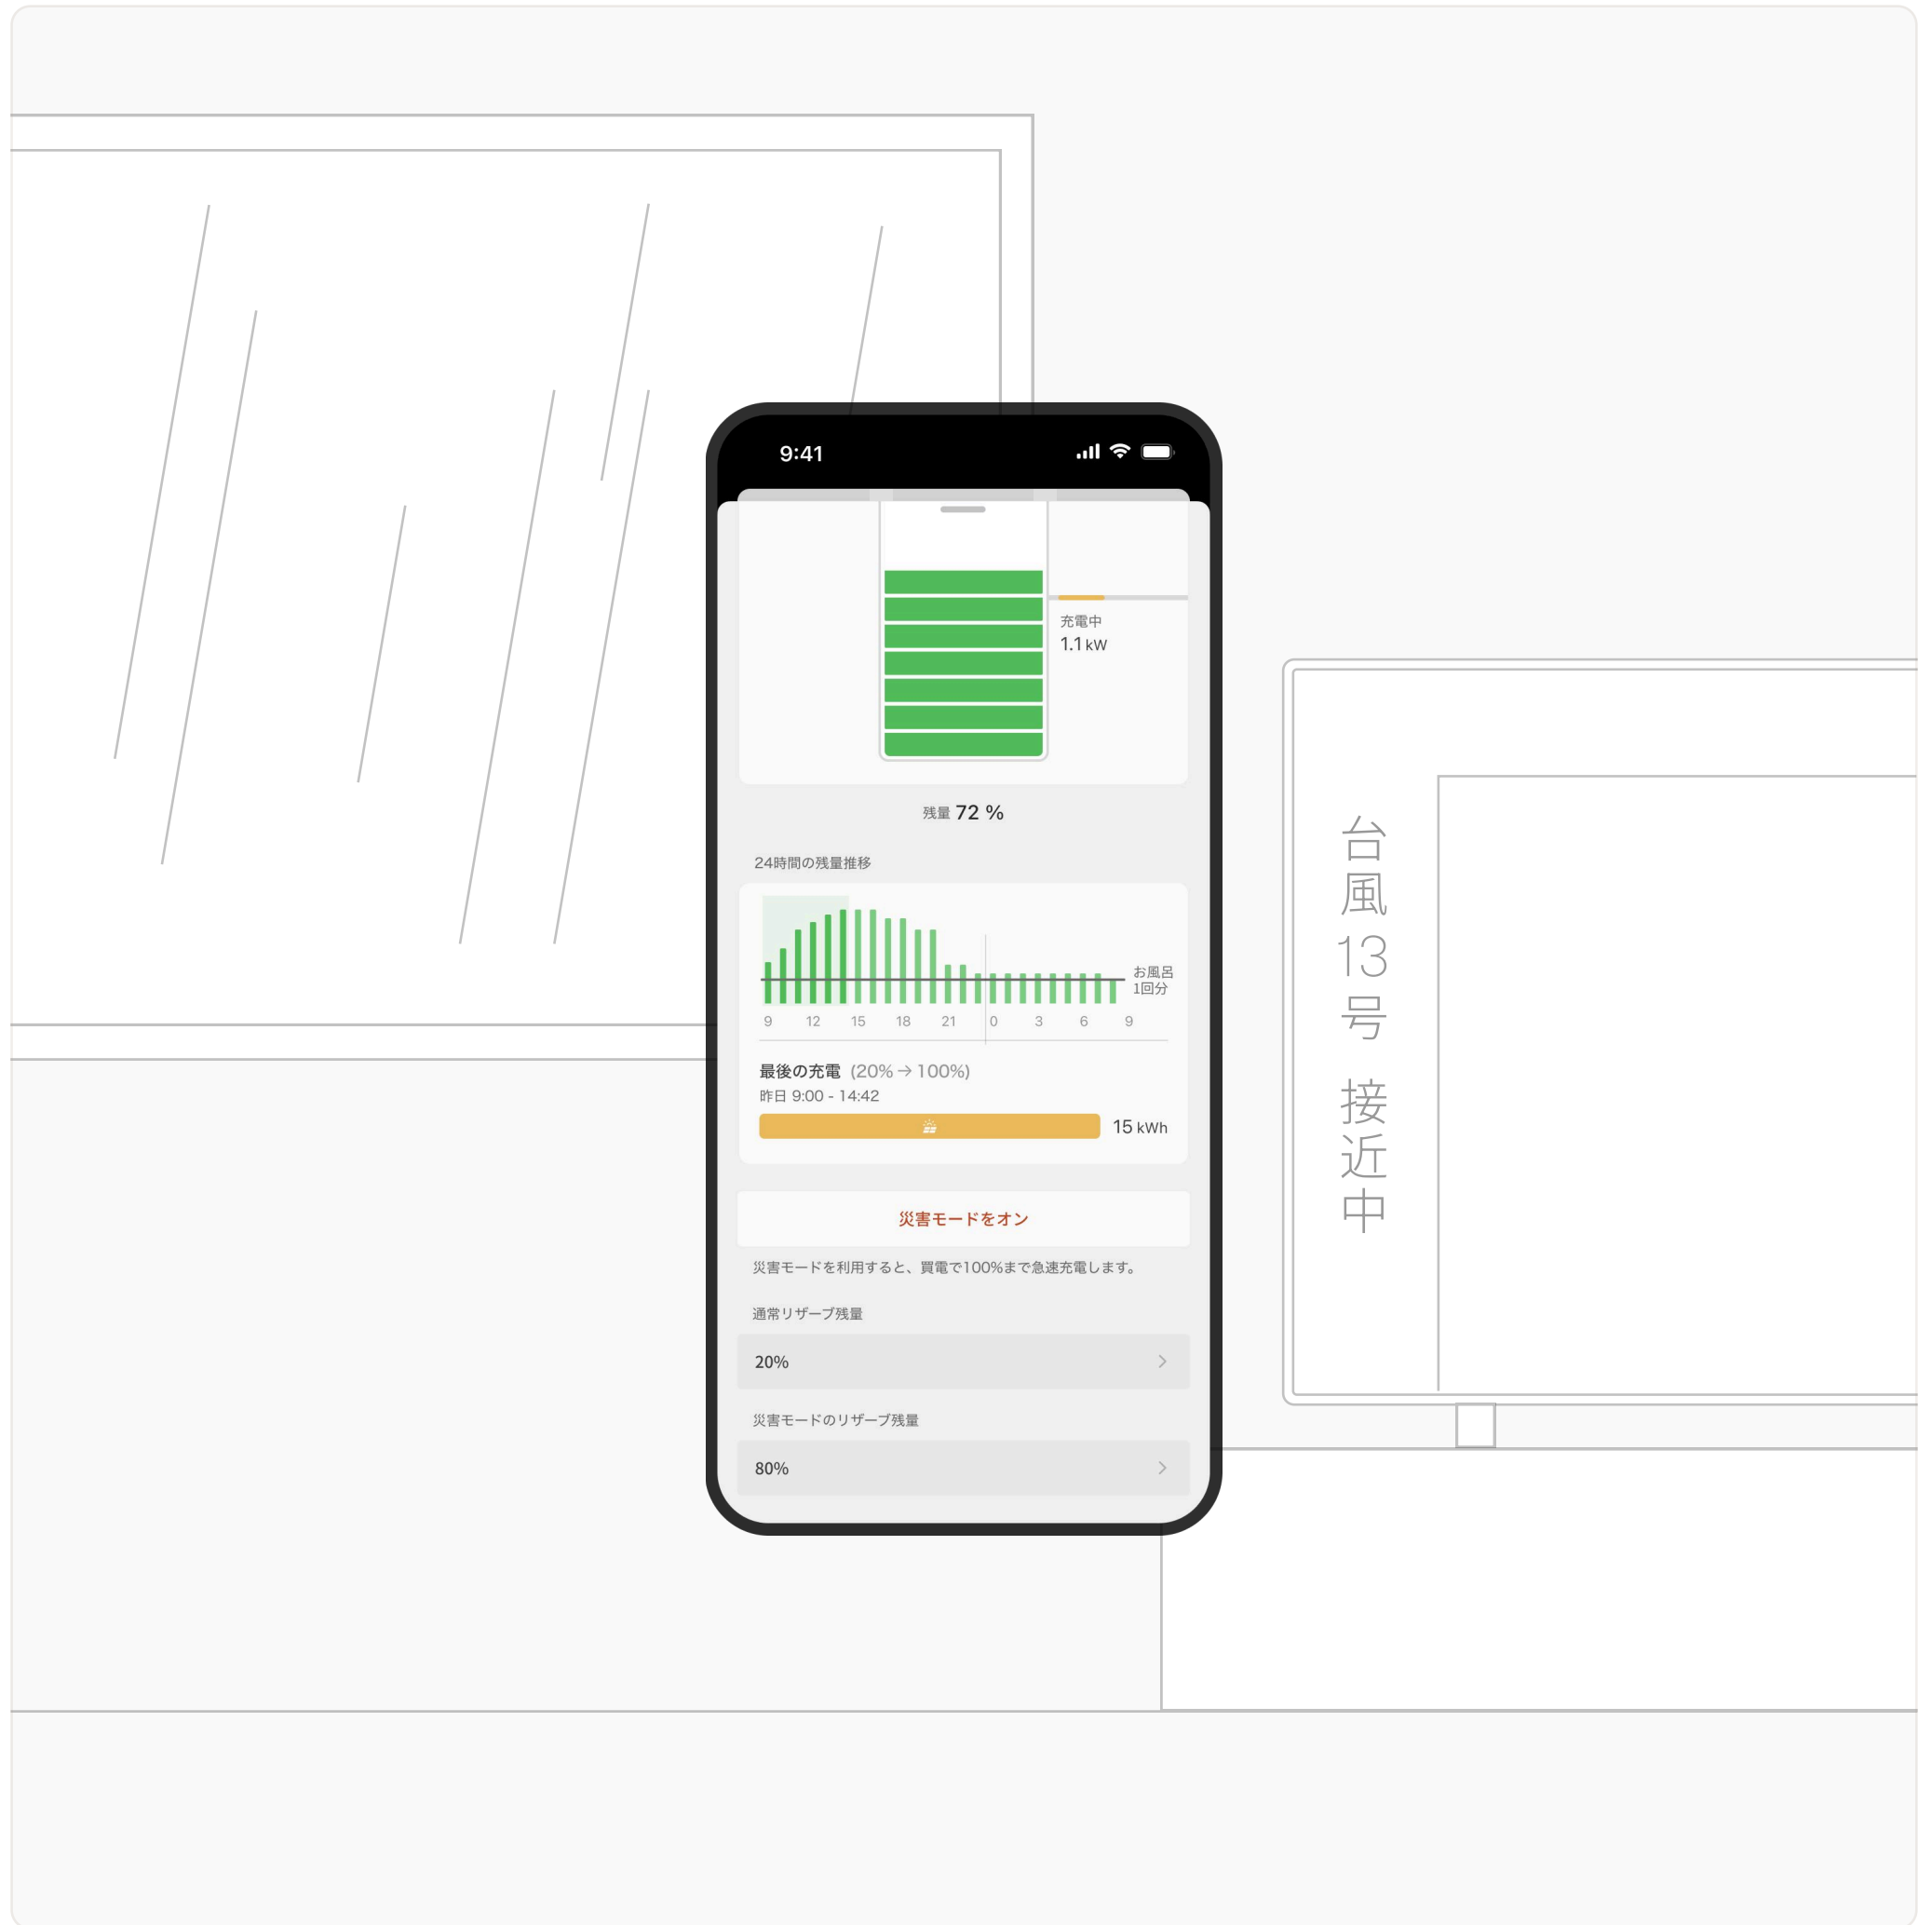 9:41
充電中
1.1 kW
残量 72 %
24時間の残量推移
お風呂
1回分
9 12 15 18 21 0 3 6 9
最後の充電 (20% → 100%)
昨日 9:00 - 14:42
15 kWh
災害モードをオン
災害モードを利用すると、買電で100%まで急速充電します。
通常リザーブ残量
20%
災害モードのリザーブ残量
80%
台風13号 接近中